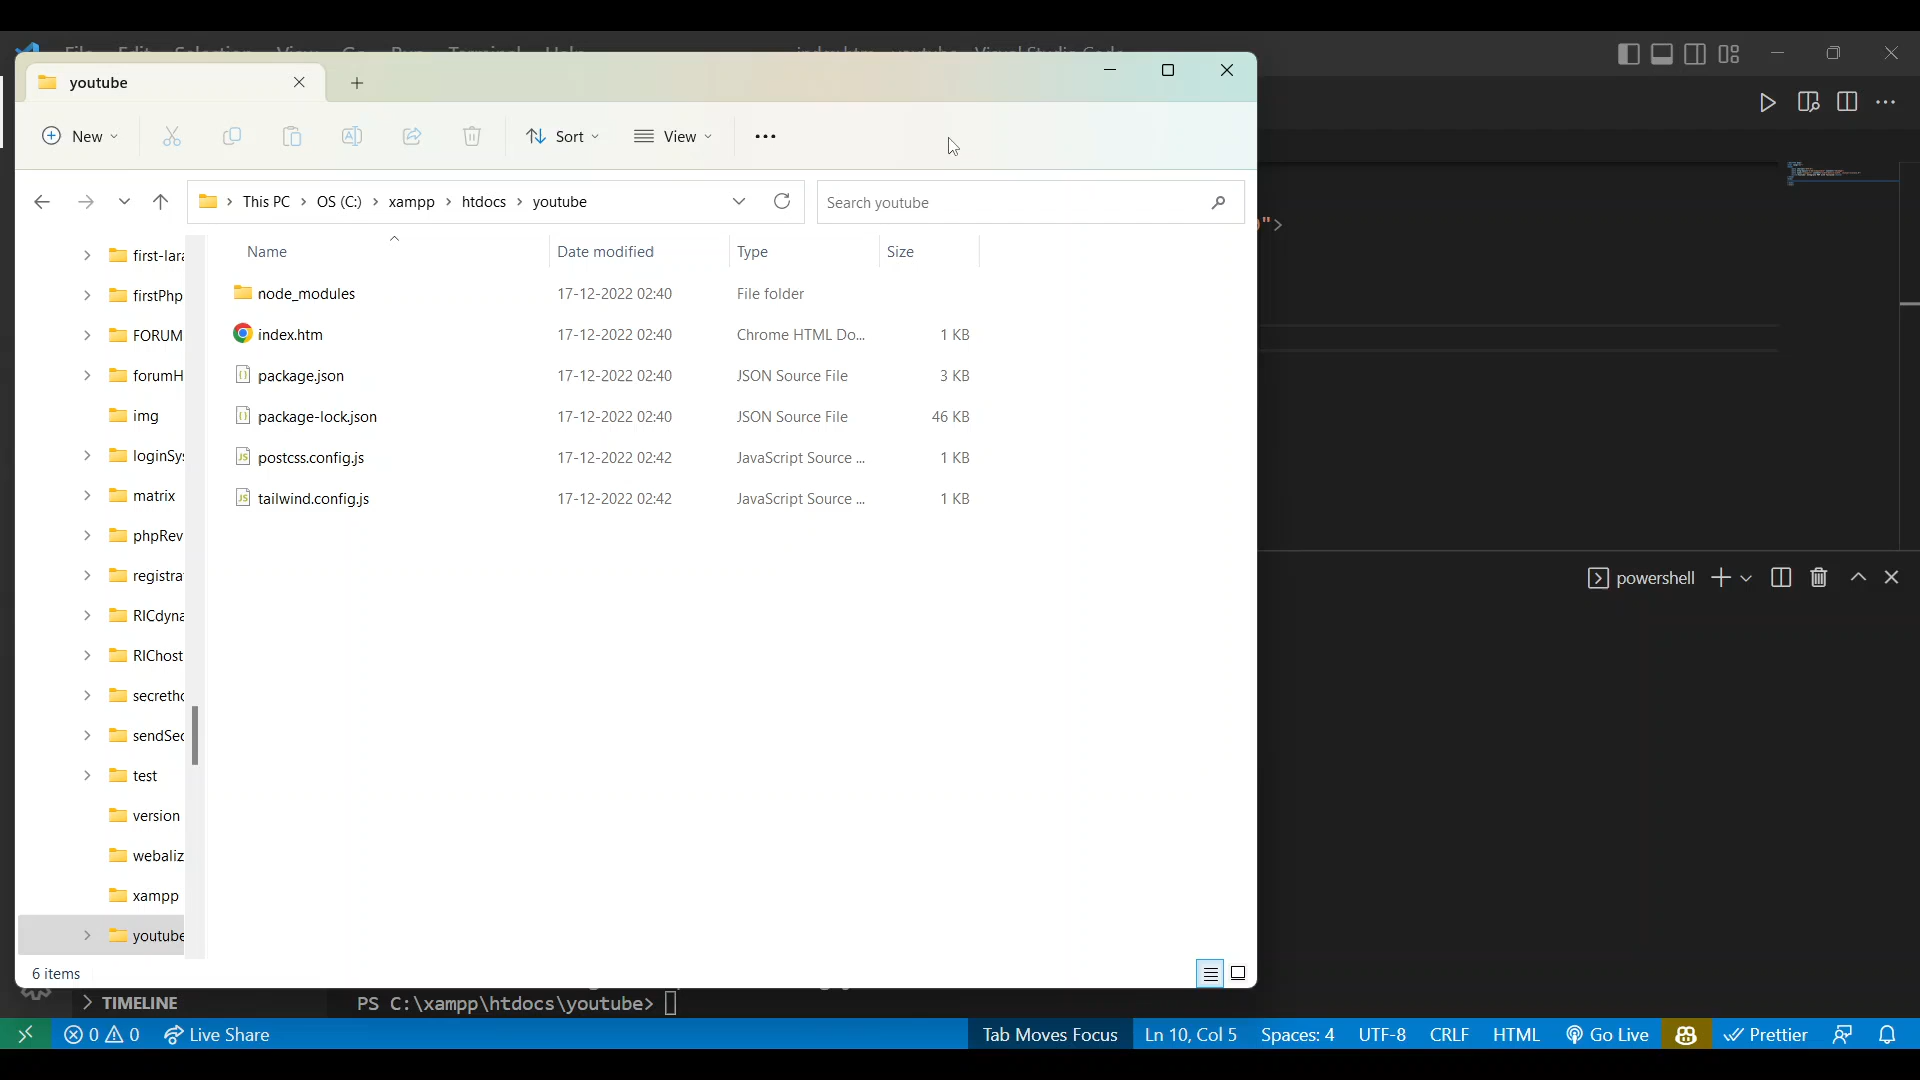 youtube
New
Sort
View
This PC > OS (C:) > xampp > htdocs > youtube
Search youtube
Name Date modified Type Size
node_modules 17-12-2022 02:40 File folder
index.htm 17-12-2022 02:40 Chrome HTML Do... 1 KB
package.json 17-12-2022 02:40 JSON Source File 3 KB
package-lock.json 17-12-2022 02:40 JSON Source File 46 KB
postcss.config.js 17-12-2022 02:42 JavaScript Source ... 1 KB
tailwind.config.js 17-12-2022 02:42 JavaScript Source ... 1 KB
first-lara
firstPhp
FORUM
forumH
img
loginSys
matrix
phpRev
registra
RICdyna
RIChost
secretho
sendSec
test
version
webaliz
xampp
youtube
6 items
">
powershell
TIMELINE
PS C:\xampp\htdocs\youtube>
0 0 Live Share Tab Moves Focus Ln 10, Col 5 Spaces: 4 UTF-8 CRLF HTML Go Live Prettier